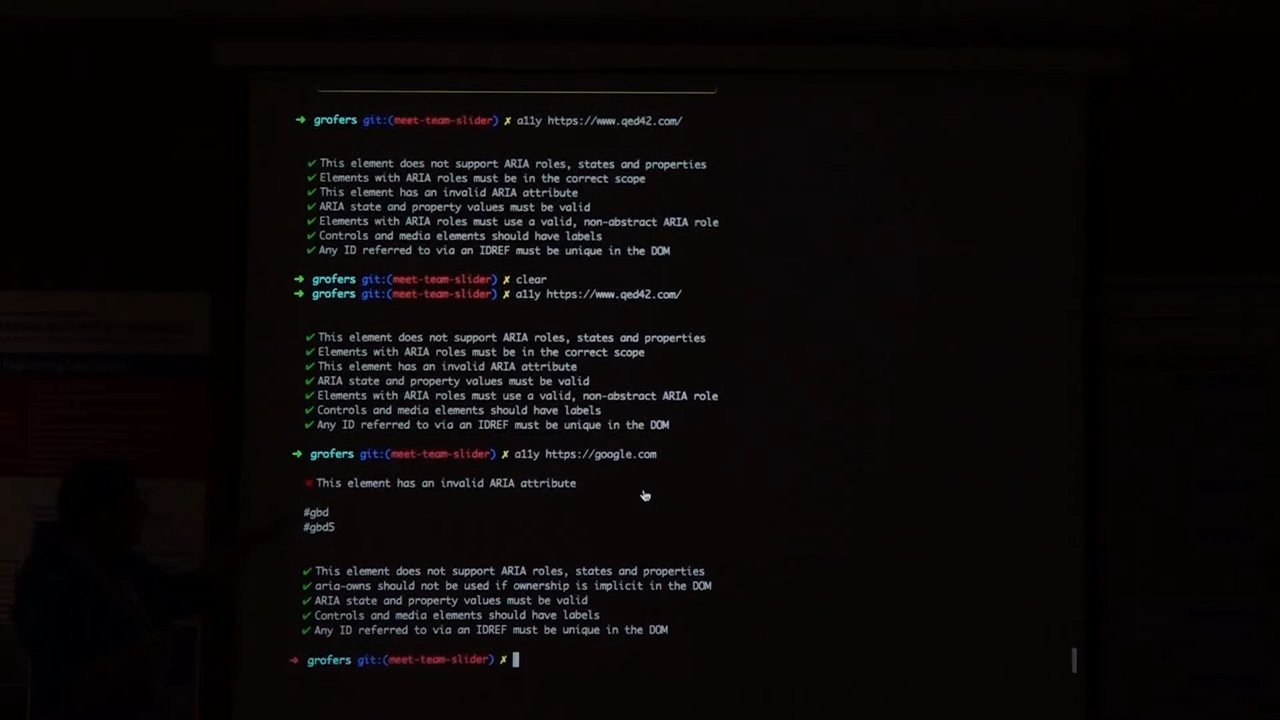 ➜ grofers git:(meet-team-slider) ✗ a11y https://www.qed42.com/
✔ This element does not support ARIA roles, states and properties
✔ Elements with ARIA roles must be in the correct scope
✔ This element has an invalid ARIA attribute
✔ ARIA state and property values must be valid
✔ Elements with ARIA roles must use a valid, non-abstract ARIA role
✔ Controls and media elements should have labels
✔ Any ID referred to via an IDREF must be unique in the DOM
➜ grofers git:(meet-team-slider) ✗ clear
➜ grofers git:(meet-team-slider) ✗ a11y https://www.qed42.com/
✔ This element does not support ARIA roles, states and properties
✔ Elements with ARIA roles must be in the correct scope
✔ This element has an invalid ARIA attribute
✔ ARIA state and property values must be valid
✔ Elements with ARIA roles must use a valid, non-abstract ARIA role
✔ Controls and media elements should have labels
✔ Any ID referred to via an IDREF must be unique in the DOM
➜ grofers git:(meet-team-slider) ✗ a11y https://google.com
✖ This element has an invalid ARIA attribute
#gbd
#gbd5
✔ This element does not support ARIA roles, states and properties
✔ aria-owns should not be used if ownership is implicit in the DOM
✔ ARIA state and property values must be valid
✔ Controls and media elements should have labels
✔ Any ID referred to via an IDREF must be unique in the DOM
➜ grofers git:(meet-team-slider) ✗